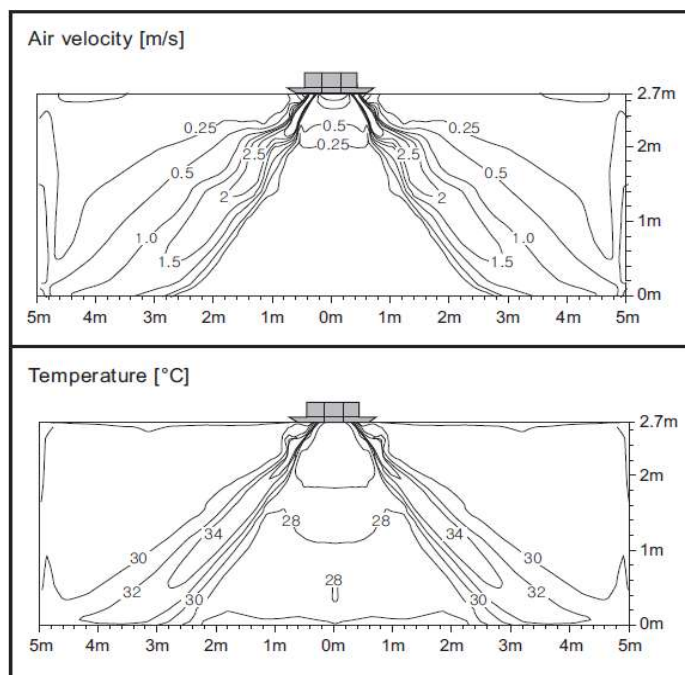 Air velocity [m/s]
2.7m
0.25 0.5 0.25
2m
2.5 0.25 2.5
0.5 0.5
2 2
1m
1.0 1.0
1.5 1.5
0m
5m 4m 3m 2m 1m 0m 1m 2m 3m 4m 5m
Temperature [°C]
2.7m
2m
28 28
34 34
30 30
1m
28
32 30 30 32
0m
5m 4m 3m 2m 1m 0m 1m 2m 3m 4m 5m